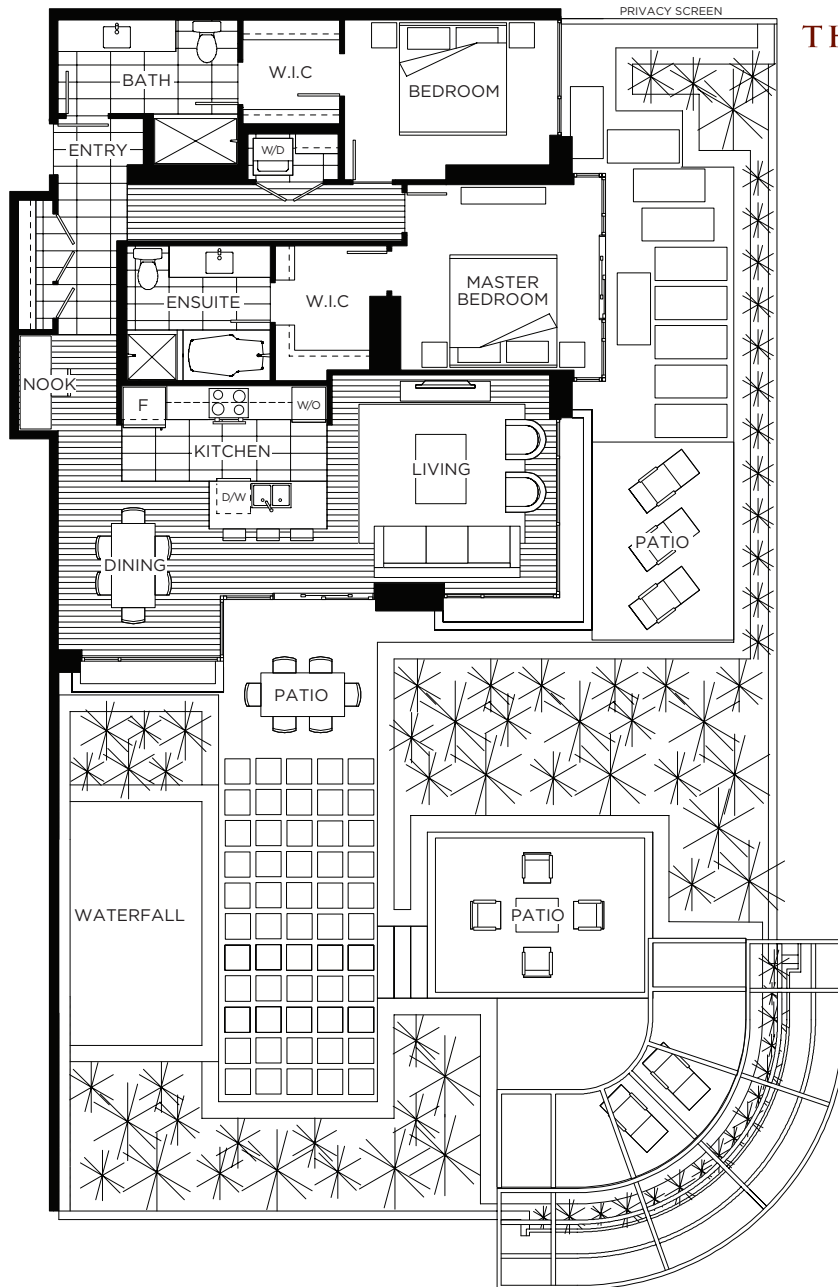 PRIVACY SCREEN
TH
BATH
W.I.C
BEDROOM
ENTRY
W/D
ENSUITE
W.I.C
MASTER
BEDROOM
NOOK
F
W/O
KITCHEN
LIVING
D/W
DINING
PATIO
PATIO
WATERFALL
PATIO